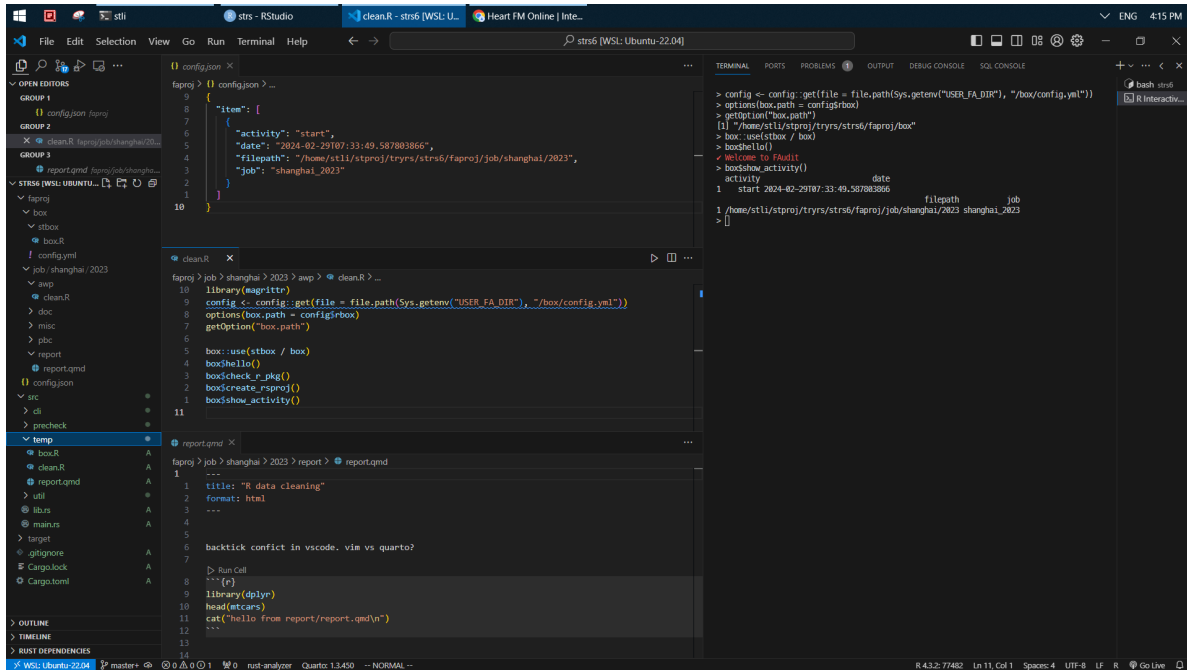 stli
strs - RStudio
clean.R - strs6 [WSL: U...
Heart FM Online | Inte...
ENG
4:15 PM
File Edit Selection View Go Run Terminal Help
strs6 [WSL: Ubuntu-22.04]
OPEN EDITORS
GROUP 1
{} config.json faproj
GROUP 2
clean.R faproj/job/shanghai/20...
GROUP 3
report.qmd faproj/job/shangha...
STRS6 [WSL: UBUNTU...
faproj
box
stbox
box.R
! config.yml
job / shanghai / 2023
awp
clean.R
doc
misc
pbc
report
report.qmd
{} config.json
src
cli
precheck
temp
box.R A
clean.R A
report.qmd A
util
lib.rs A
main.rs A
target
.gitignore A
Cargo.lock A
Cargo.toml A
OUTLINE
TIMELINE
RUST DEPENDENCIES
{} config.json
faproj > {} config.json > ...
9 {
8 "item": [
7 {
6 "activity": "start",
5 "date": "2024-02-29T07:33:49.587803866",
4 "filepath": "/home/stli/stproj/tryrs/strs6/faproj/job/shanghai/2023",
3 "job": "shanghai_2023"
2 }
1 ]
10 }
clean.R
faproj > job > shanghai > 2023 > awp > clean.R > ...
10 library(magrittr)
9 config <- config::get(file = file.path(Sys.getenv("USER_FA_DIR"), "/box/config.yml"))
8 options(box.path = config$rbox)
7 getOption("box.path")
6
5 box::use(stbox / box)
4 box$hello()
3 box$check_r_pkg()
2 box$create_rsproj()
1 box$show_activity()
11
report.qmd
faproj > job > shanghai > 2023 > report > report.qmd
1 ---
1 title: "R data cleaning"
2 format: html
3 ---
4
5
6 backtick confict in vscode. vim vs quarto?
7
Run Cell
8 ```{r}
9 library(dplyr)
10 head(mtcars)
11 cat("hello from report/report.qmd\n")
12 ```
13
14
TERMINAL PORTS PROBLEMS 1 OUTPUT DEBUG CONSOLE SQL CONSOLE
> config <- config::get(file = file.path(Sys.getenv("USER_FA_DIR"), "/box/config.yml"))
> options(box.path = config$rbox)
> getOption("box.path")
[1] "/home/stli/stproj/tryrs/strs6/faproj/box"
> box::use(stbox / box)
> box$hello()
✓ Welcome to FAudit
> box$show_activity()
activity date
1 start 2024-02-29T07:33:49.587803866
filepath job
1 /home/stli/stproj/tryrs/strs6/faproj/job/shanghai/2023 shanghai_2023
>
bash strs6
R Interactiv...
WSL: Ubuntu-22.04 master+ 0 0 0 1 0 rust-analyzer Quarto: 1.3.450 -- NORMAL --
R 4.3.2: 77482 Ln 11, Col 1 Spaces: 4 UTF-8 LF R Go Live